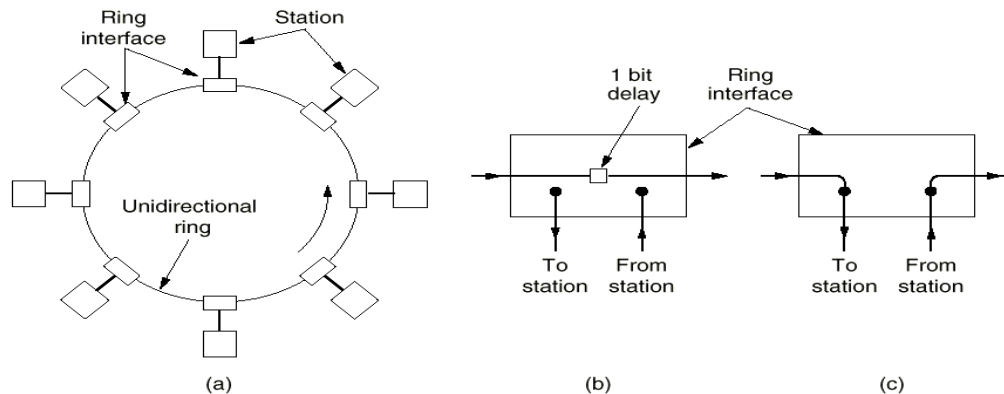 Ring
interface
Station
Unidirectional
ring
(a)
1 bit
delay
Ring
interface
To
station
From
station
(b)
To
station
From
station
(c)